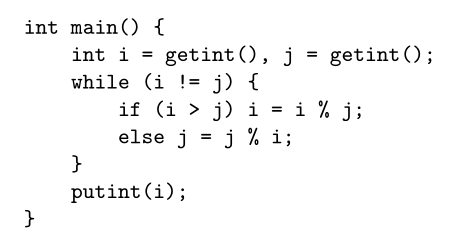 int main() {
    int i = getint(), j = getint();
    while (i != j) {
        if (i > j) i = i % j;
        else j = j % i;
    }
    putint(i);
}